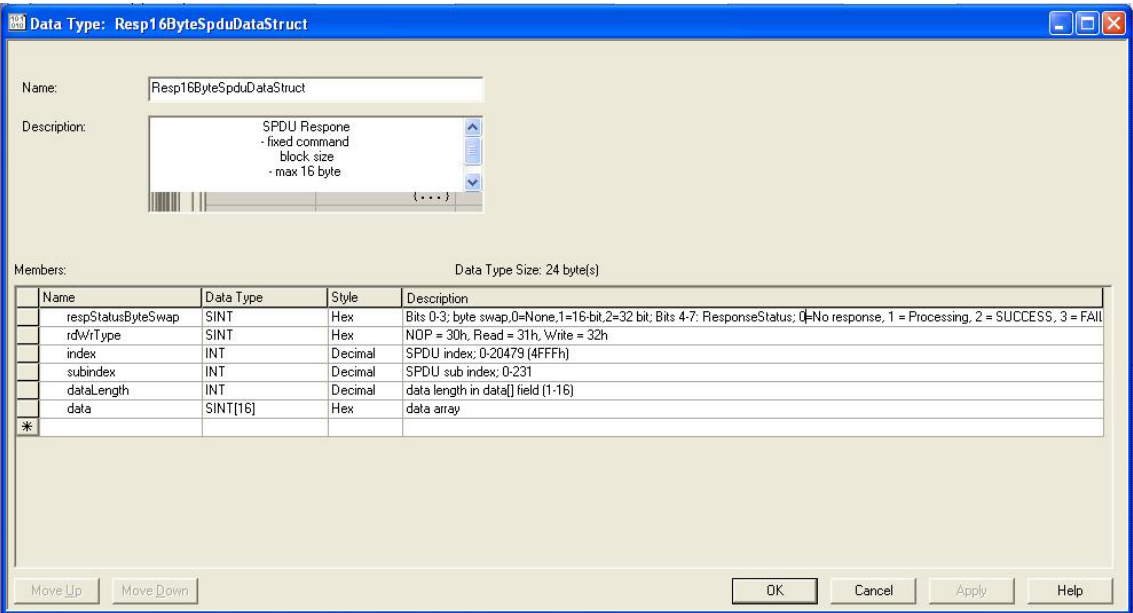 Data Type: Resp16ByteSpduDataStruct
Name: Resp16ByteSpduDataStruct
Description: SPDU Respone
- fixed command
block size
- max 16 byte
{...}
Members: Data Type Size: 24 byte(s)
Name Data Type Style Description
respStatusByteSwap SINT Hex Bits 0-3; byte swap,0=None,1=16-bit,2=32 bit; Bits 4-7: ResponseStatus; 0=No response, 1 = Processing, 2 = SUCCESS, 3 = FAIL
rdWrType SINT Hex NOP = 30h, Read = 31h, Write = 32h
index INT Decimal SPDU index; 0-20479 (4FFFh)
subindex INT Decimal SPDU sub index; 0-231
dataLength INT Decimal data length in data[] field (1-16)
data SINT[16] Hex data array
Move Up Move Down OK Cancel Apply Help